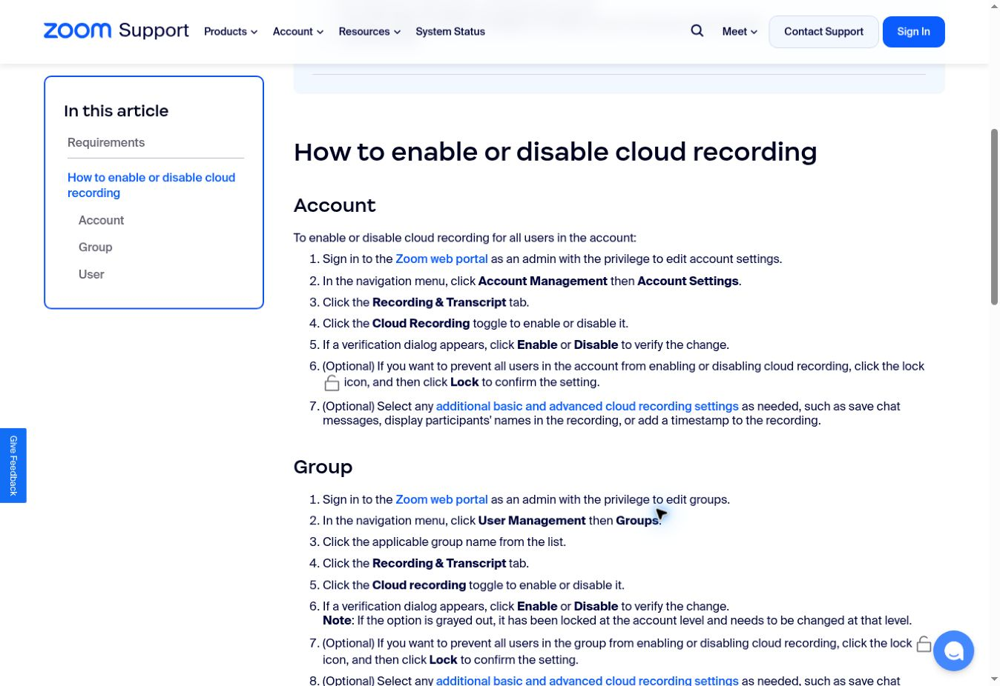 zoom Support
Products
Account
Resources
System Status
Meet
Contact Support
Sign In
In this article
Requirements
How to enable or disable cloud
recording
Account
Group
User
Give Feedback
How to enable or disable cloud recording
Account
To enable or disable cloud recording for all users in the account:
1. Sign in to the Zoom web portal as an admin with the privilege to edit account settings.
2. In the navigation menu, click Account Management then Account Settings.
3. Click the Recording & Transcript tab.
4. Click the Cloud Recording toggle to enable or disable it.
5. If a verification dialog appears, click Enable or Disable to verify the change.
6. (Optional) If you want to prevent all users in the account from enabling or disabling cloud recording, click the lock
icon, and then click Lock to confirm the setting.
7. (Optional) Select any additional basic and advanced cloud recording settings as needed, such as save chat
messages, display participants' names in the recording, or add a timestamp to the recording.
Group
1. Sign in to the Zoom web portal as an admin with the privilege to edit groups.
2. In the navigation menu, click User Management then Groups.
3. Click the applicable group name from the list.
4. Click the Recording & Transcript tab.
5. Click the Cloud recording toggle to enable or disable it.
6. If a verification dialog appears, click Enable or Disable to verify the change.
Note: If the option is grayed out, it has been locked at the account level and needs to be changed at that level.
7. (Optional) If you want to prevent all users in the group from enabling or disabling cloud recording, click the lock
icon, and then click Lock to confirm the setting.
8. (Optional) Select any additional basic and advanced cloud recording settings as needed, such as save chat